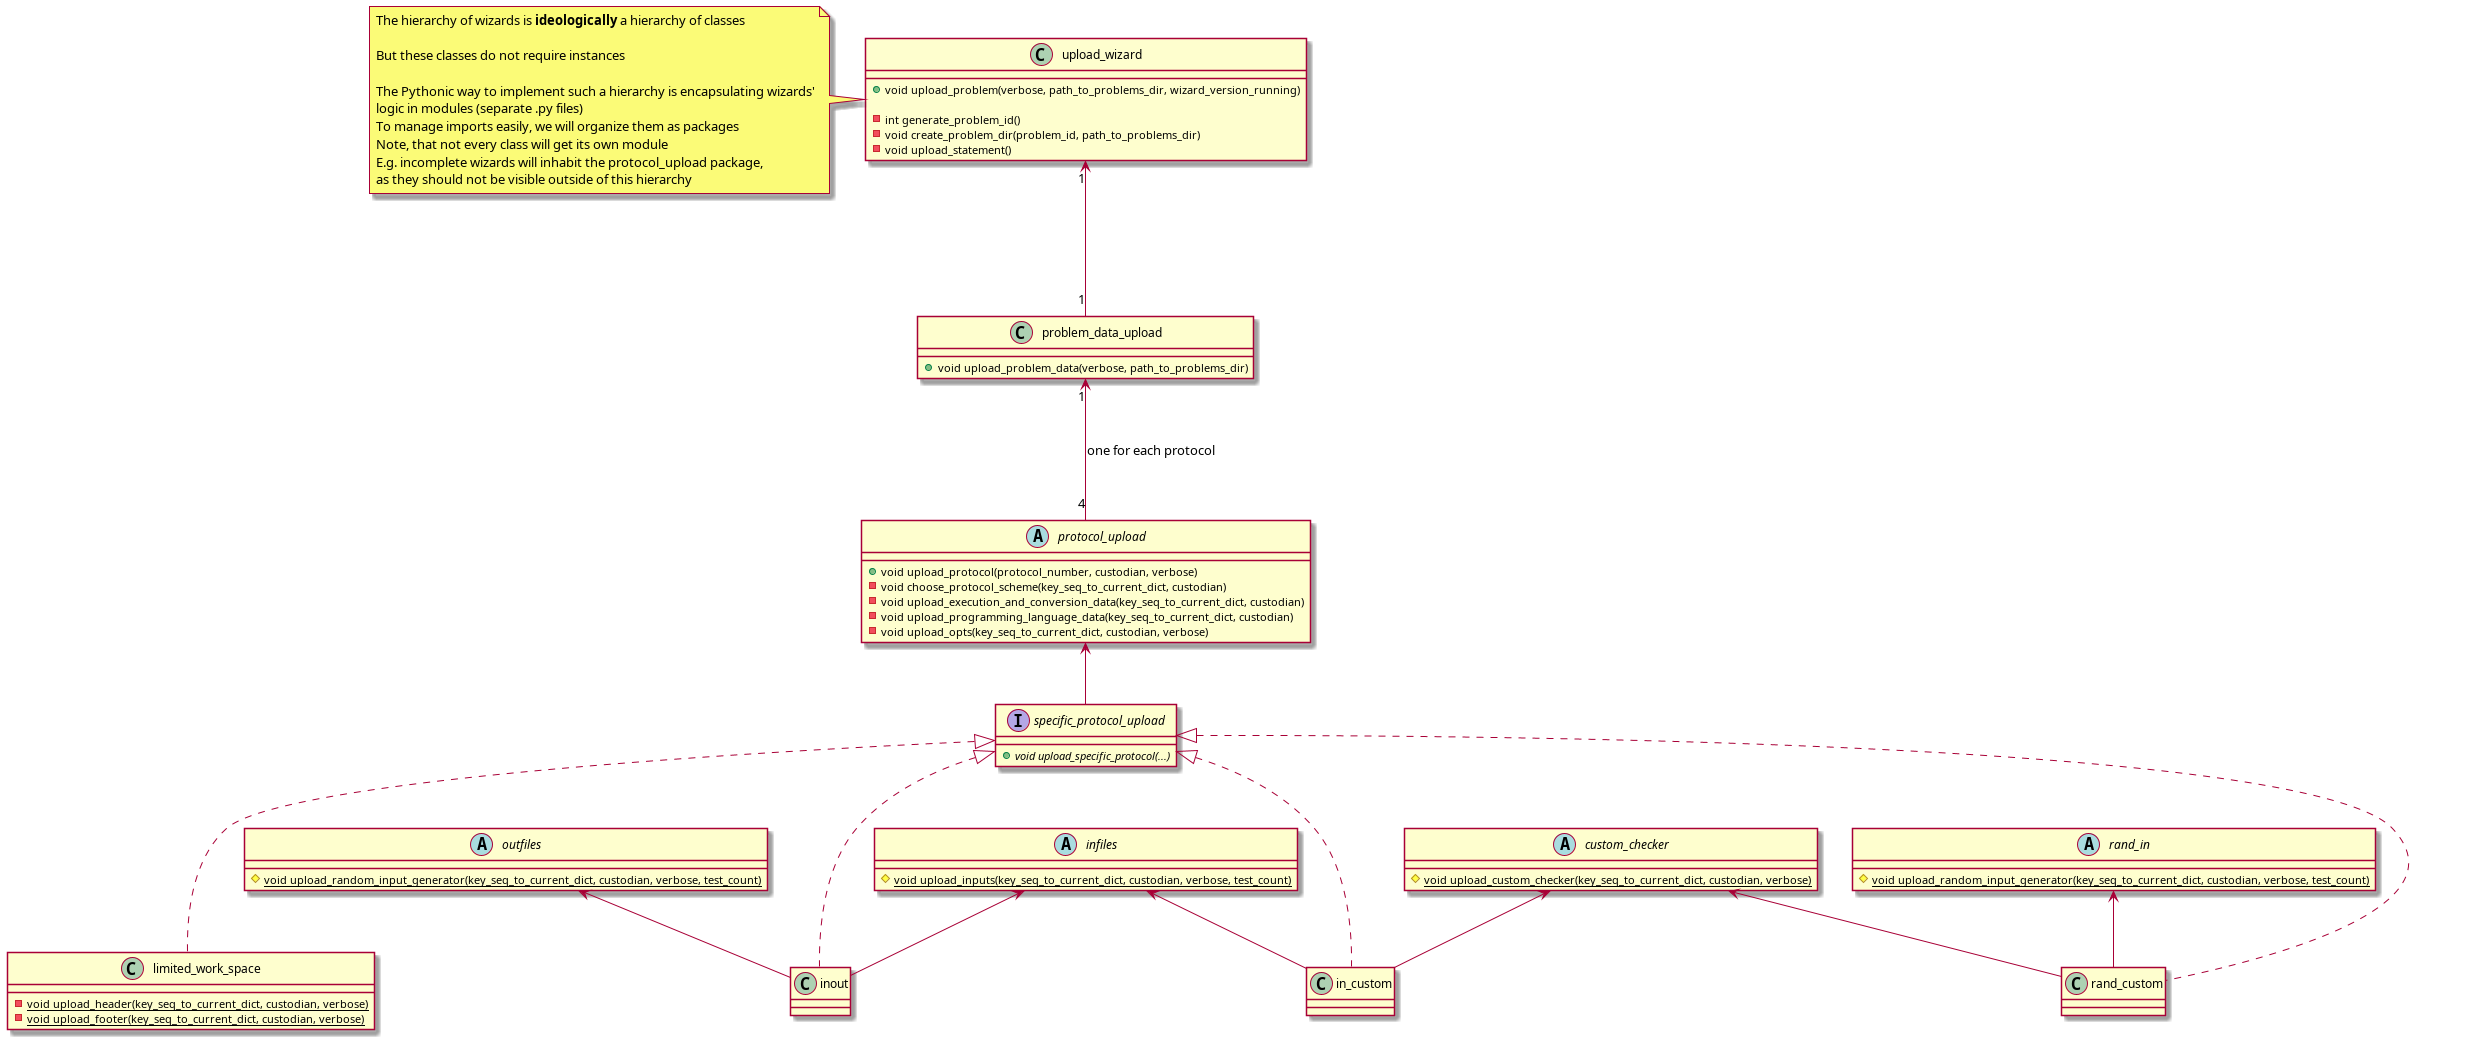 The hierarchy of wizards is ideologically a hierarchy of classes
But these classes do not require instances
The Pythonic way to implement such a hierarchy is encapsulating wizards'
logic in modules (separate .py files)
To manage imports easily, we will organize them as packages
Note, that not every class will get its own module
E.g. incomplete wizards will inhabit the protocol_upload package,
as they should not be visible outside of this hierarchy
C upload_wizard
void upload_problem(verbose, path_to_problems_dir, wizard_version_running)
int generate_problem_id()
void create_problem_dir(problem_id, path_to_problems_dir)
void upload_statement()
1
1
C problem_data_upload
void upload_problem_data(verbose, path_to_problems_dir)
1
one for each protocol
4
A protocol_upload
void upload_protocol(protocol_number, custodian, verbose)
void choose_protocol_scheme(key_seq_to_current_dict, custodian)
void upload_execution_and_conversion_data(key_seq_to_current_dict, custodian)
void upload_programming_language_data(key_seq_to_current_dict, custodian)
void upload_opts(key_seq_to_current_dict, custodian, verbose)
I specific_protocol_upload
void upload_specific_protocol(...)
A outfiles
void upload_random_input_generator(key_seq_to_current_dict, custodian, verbose, test_count)
A infiles
void upload_inputs(key_seq_to_current_dict, custodian, verbose, test_count)
A custom_checker
void upload_custom_checker(key_seq_to_current_dict, custodian, verbose)
A rand_in
void upload_random_input_generator(key_seq_to_current_dict, custodian, verbose, test_count)
C limited_work_space
void upload_header(key_seq_to_current_dict, custodian, verbose)
void upload_footer(key_seq_to_current_dict, custodian, verbose)
C inout
C in_custom
C rand_custom